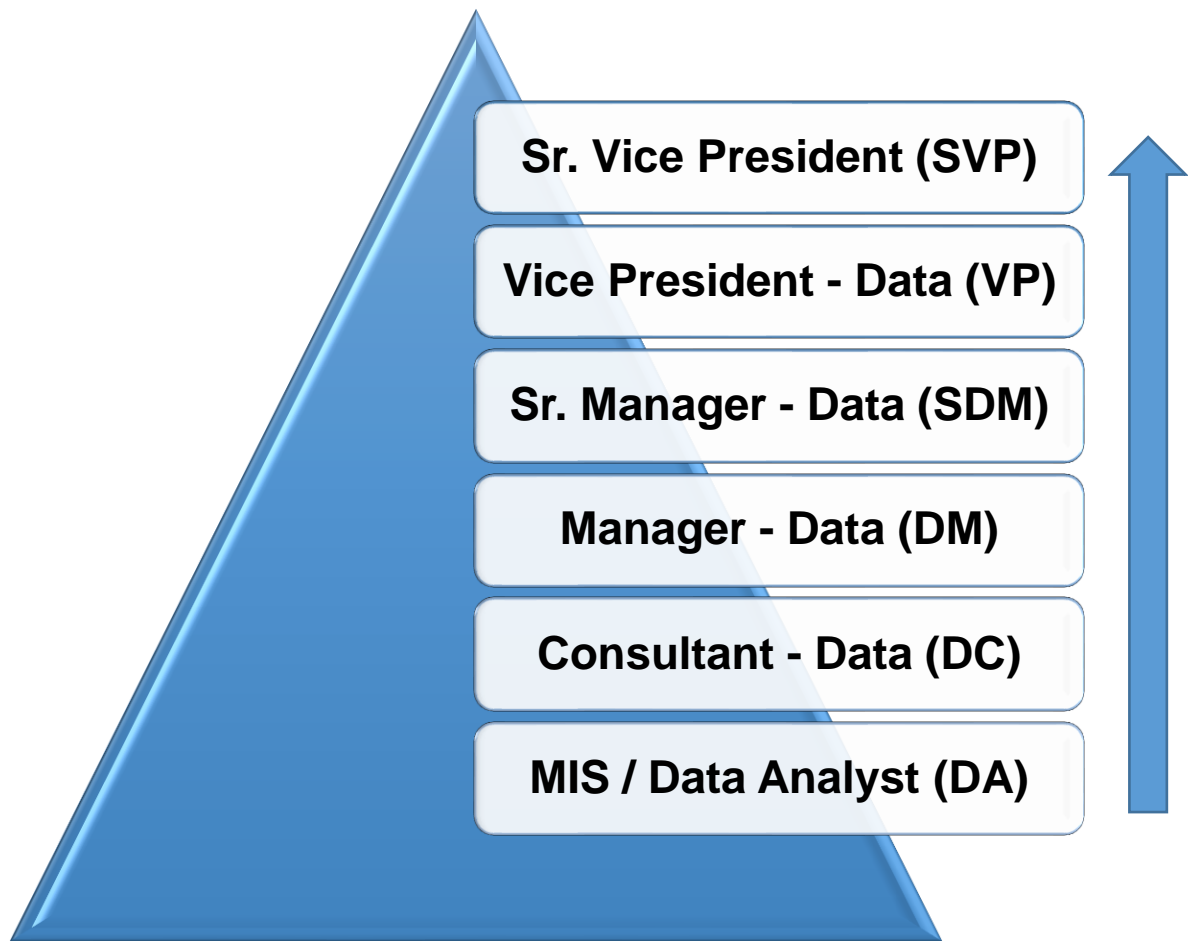 Sr. Vice President (SVP)
Vice President - Data (VP)
Sr. Manager - Data (SDM)
Manager - Data (DM)
Consultant - Data (DC)
MIS / Data Analyst (DA)